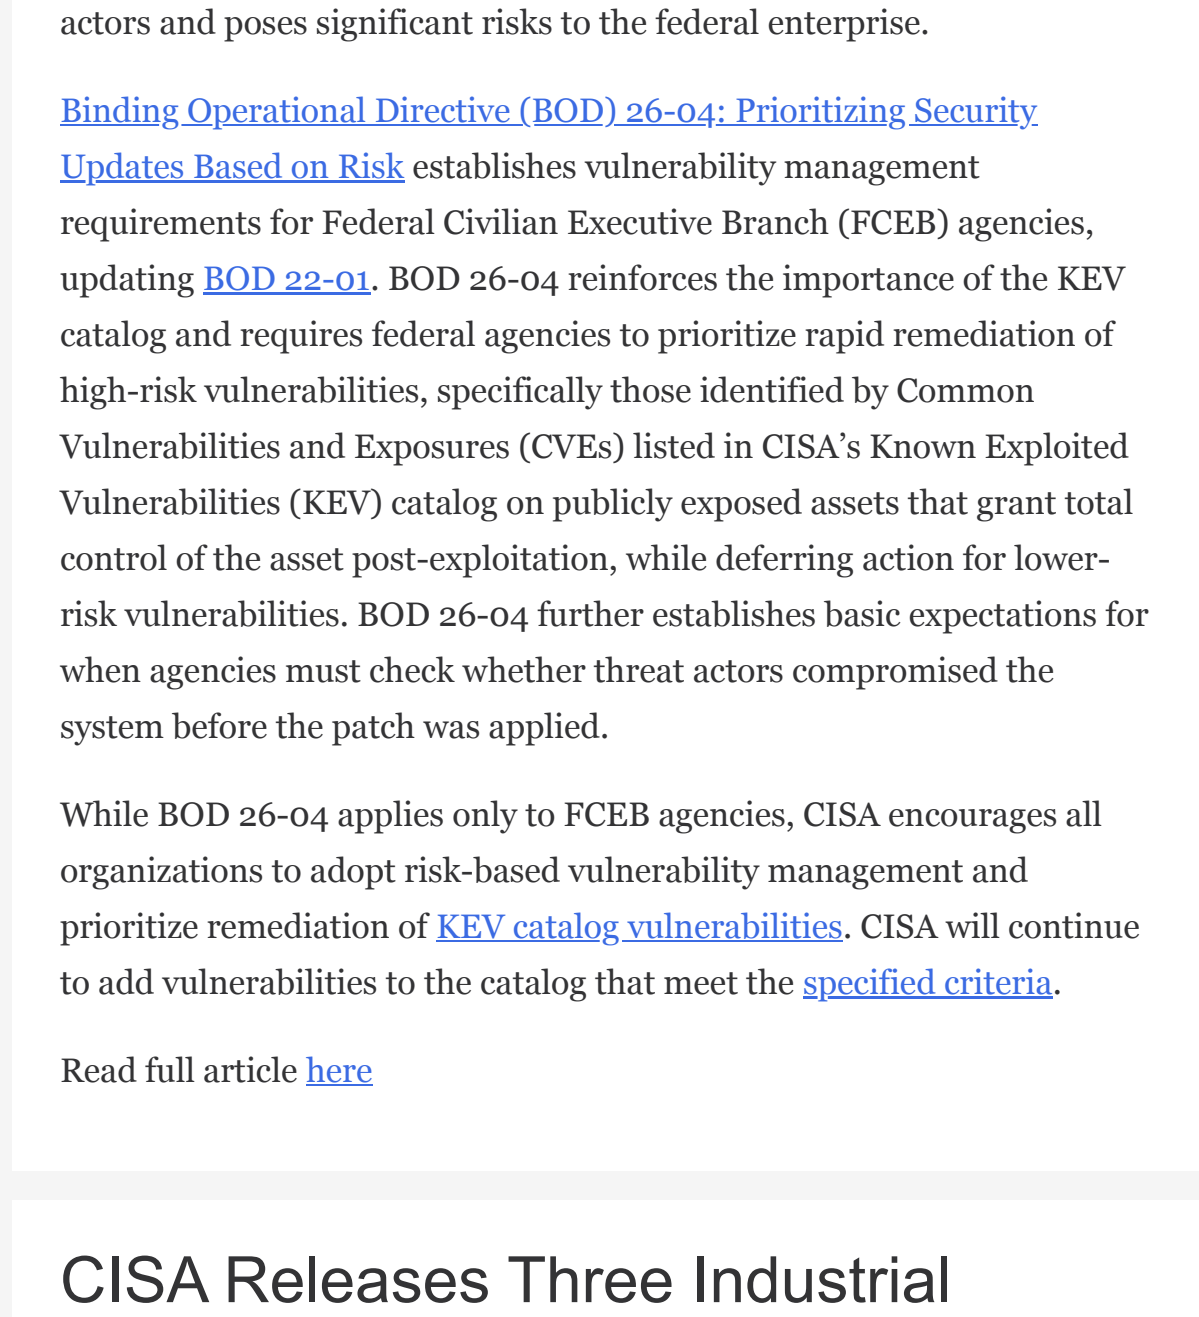 actors and poses significant risks to the federal enterprise.
Binding Operational Directive (BOD) 26-04: Prioritizing Security
Updates Based on Risk establishes vulnerability management
requirements for Federal Civilian Executive Branch (FCEB) agencies,
updating BOD 22-01. BOD 26-04 reinforces the importance of the KEV
catalog and requires federal agencies to prioritize rapid remediation of
high-risk vulnerabilities, specifically those identified by Common
Vulnerabilities and Exposures (CVEs) listed in CISA’s Known Exploited
Vulnerabilities (KEV) catalog on publicly exposed assets that grant total
control of the asset post-exploitation, while deferring action for lower-
risk vulnerabilities. BOD 26-04 further establishes basic expectations for
when agencies must check whether threat actors compromised the
system before the patch was applied.
While BOD 26-04 applies only to FCEB agencies, CISA encourages all
organizations to adopt risk-based vulnerability management and
prioritize remediation of KEV catalog vulnerabilities. CISA will continue
to add vulnerabilities to the catalog that meet the specified criteria.
Read full article here
CISA Releases Three Industrial